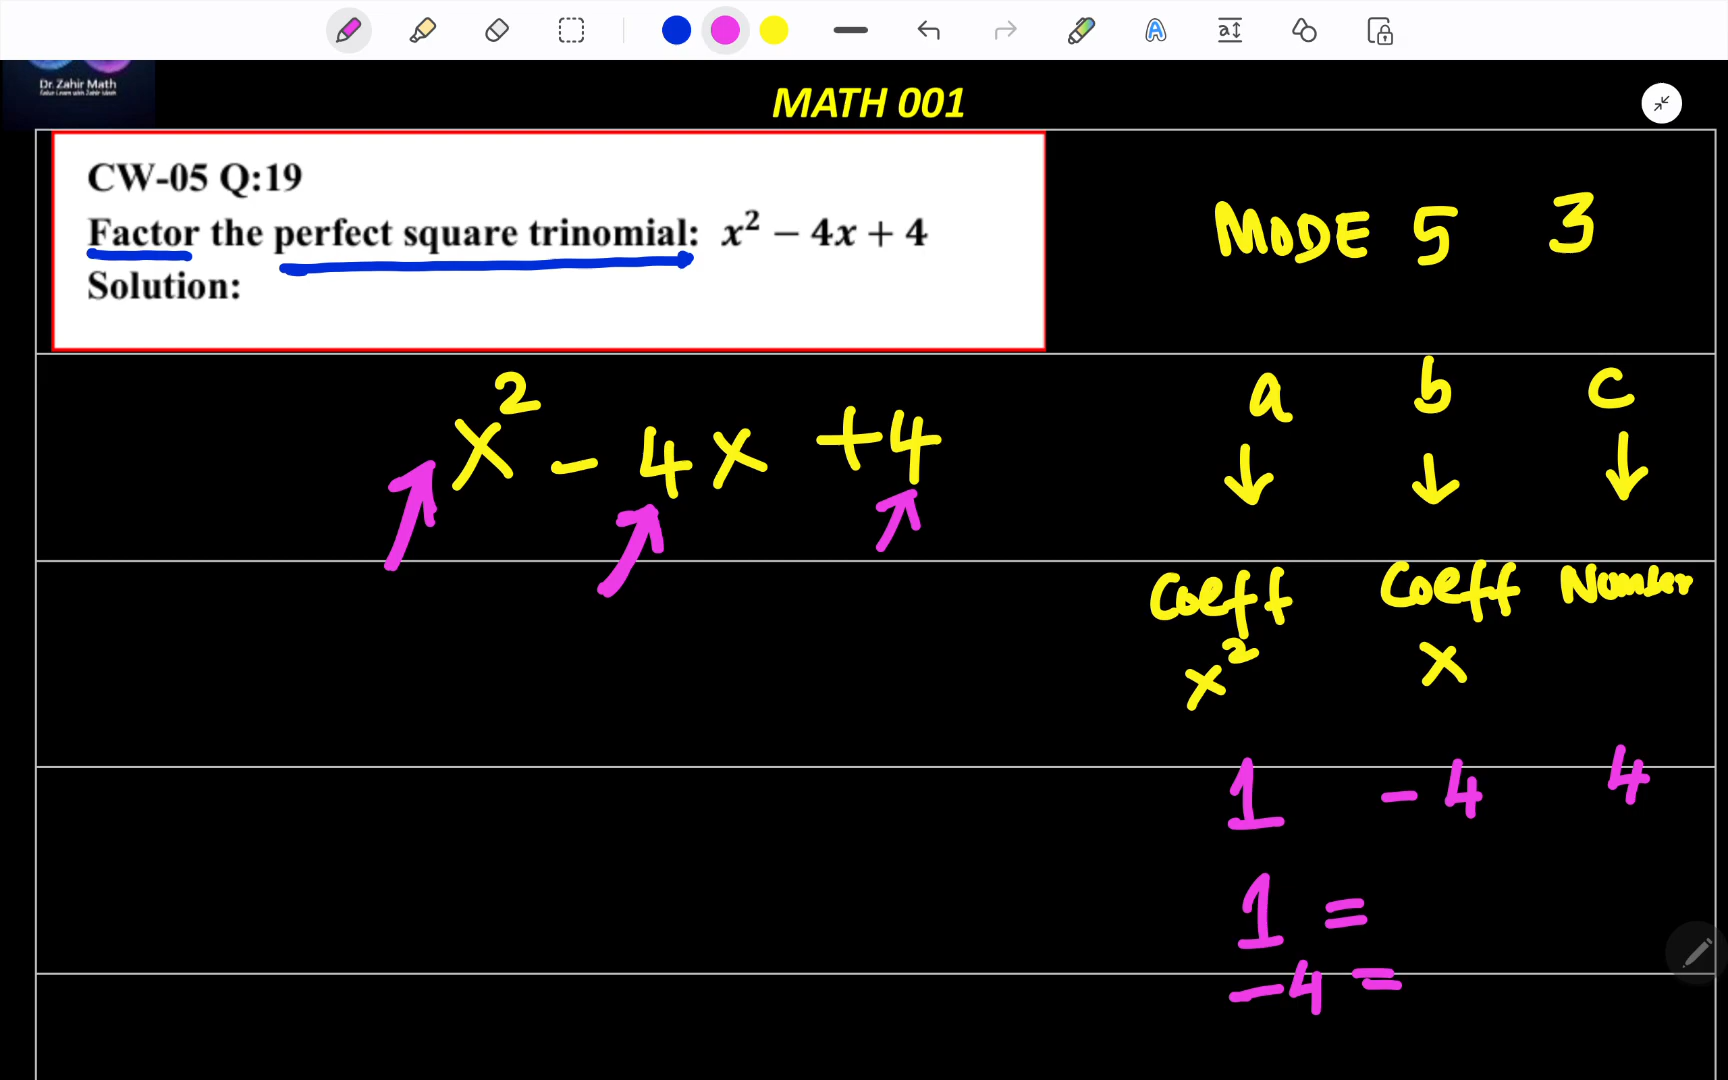 Dr. Zahir Math
MATH 001
CW-05 Q:19
Factor the perfect square trinomial: x² − 4x + 4
Solution:
MODE 5 3
x² - 4x + 4
a b c
Coeff Coeff Number
x² x
1 -4 4
1 =
-4 =